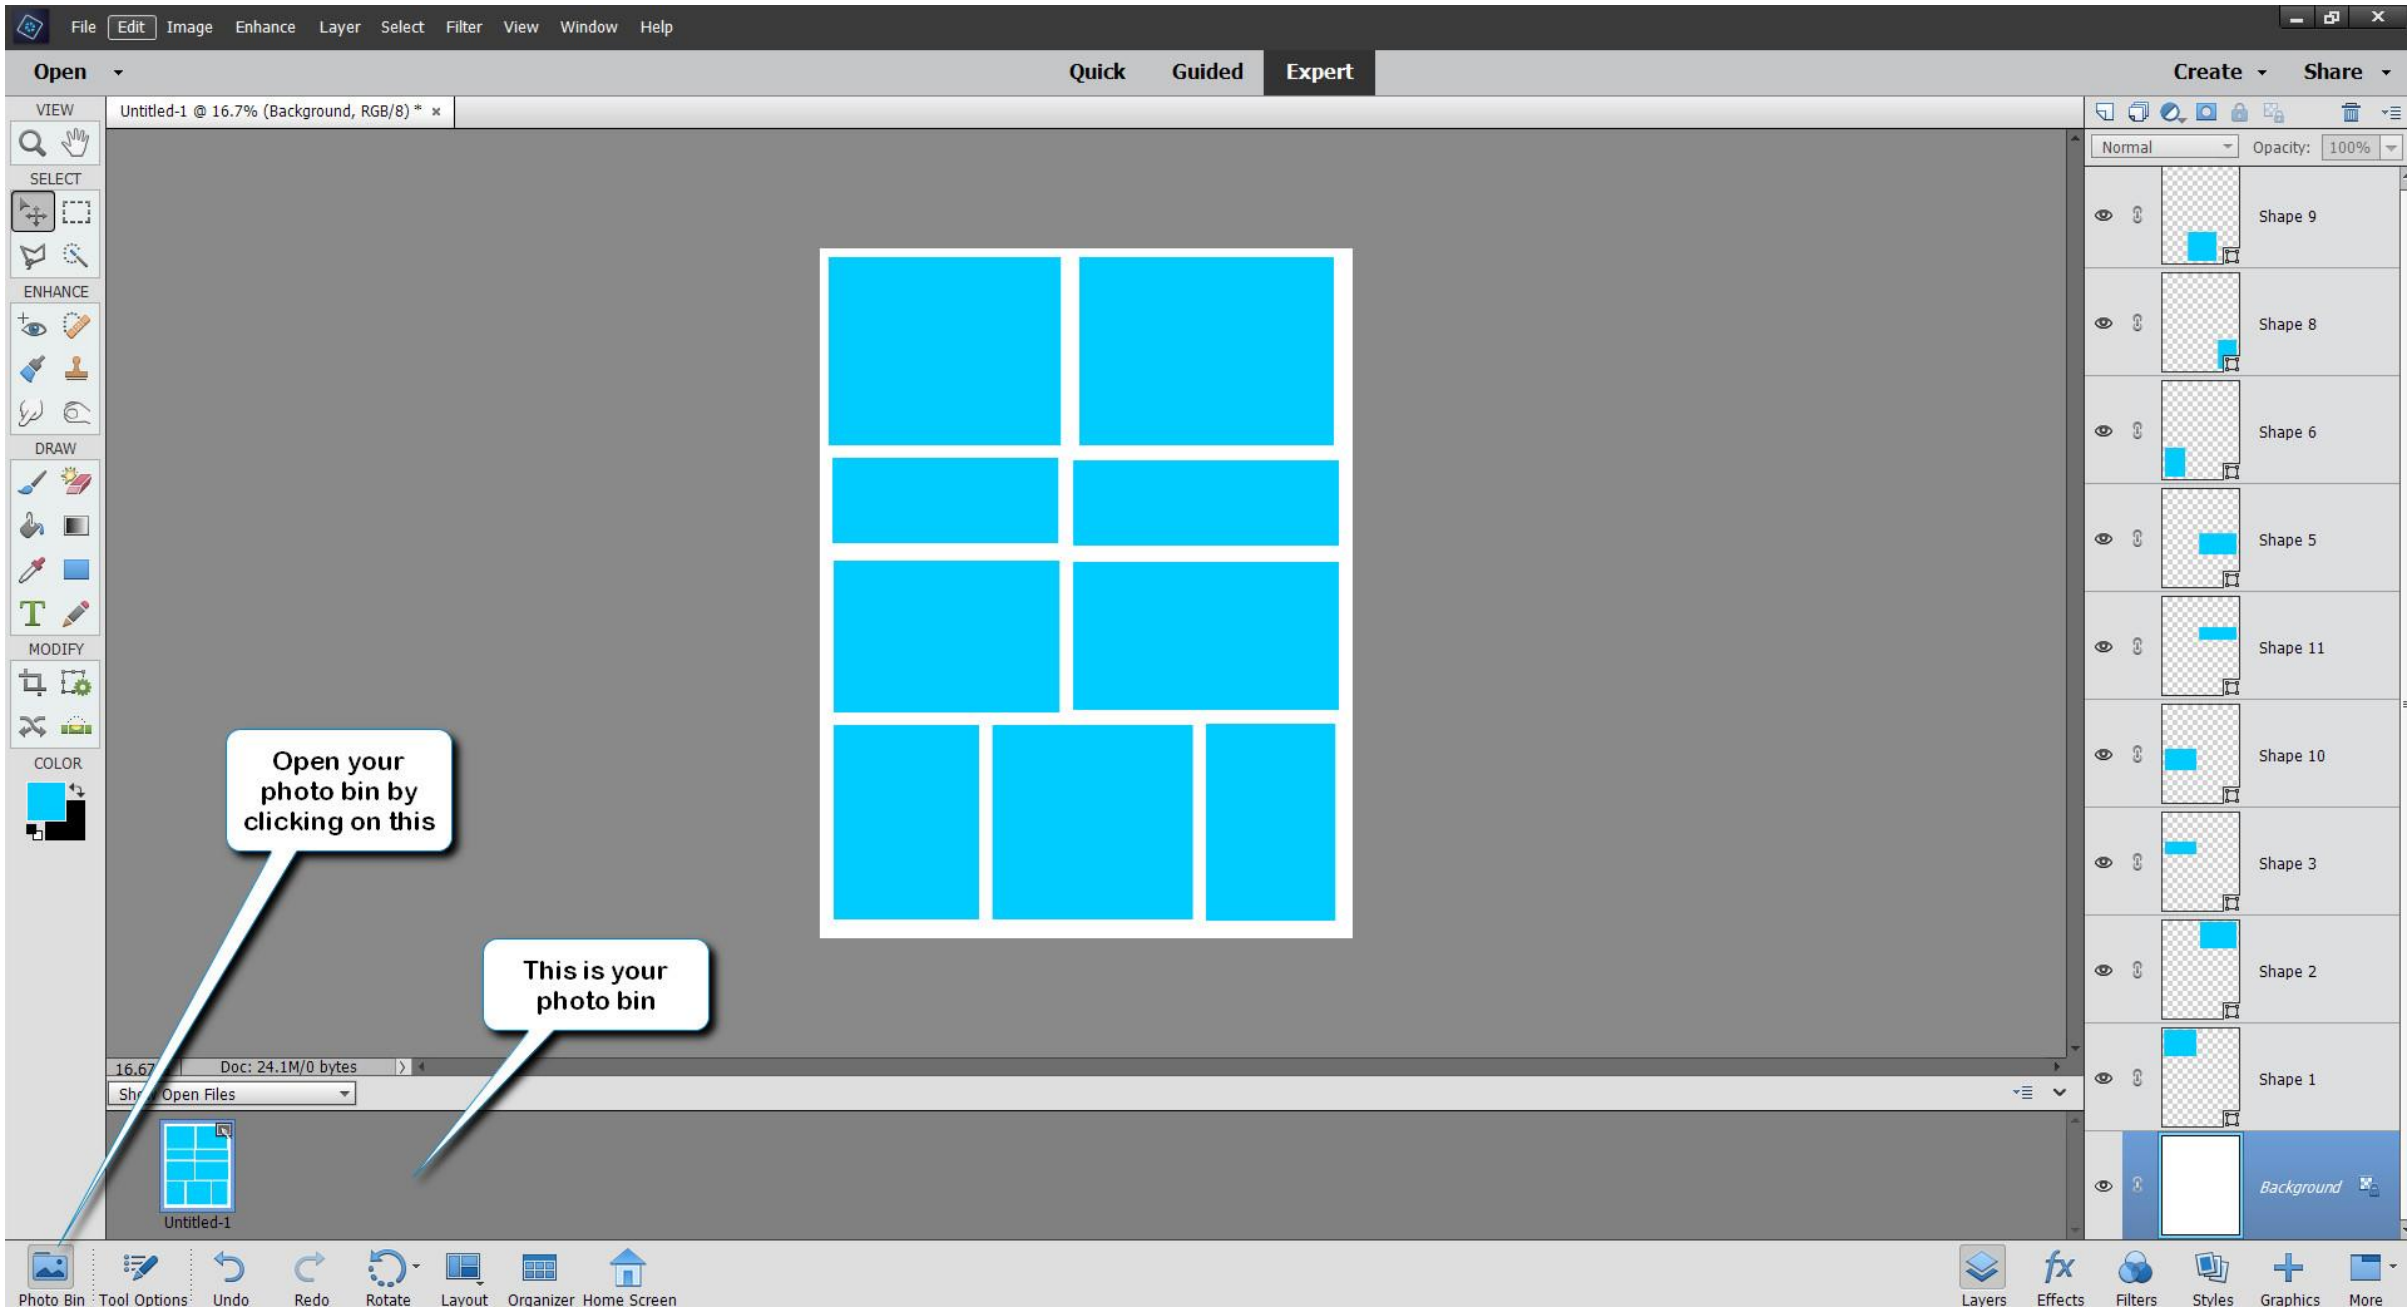 File Edit Image Enhance Layer Select Filter View Window Help
Open Quick Guided Expert Create Share
VIEW
Untitled-1 @ 16.7% (Background, RGB/8) * x
Normal Opacity: 100%
SELECT
Shape 9
ENHANCE
Shape 8
Shape 6
DRAW
Shape 5
MODIFY
Shape 11
COLOR
Open your
photo bin by
clicking on this
Shape 10
Shape 3
This is your
photo bin
Shape 2
Doc: 24.1M/0 bytes
Open Files
Shape 1
Background
Untitled-1
Photo Bin Tool Options Undo Redo Rotate Layout Organizer Home Screen Layers Effects Filters Styles Graphics More